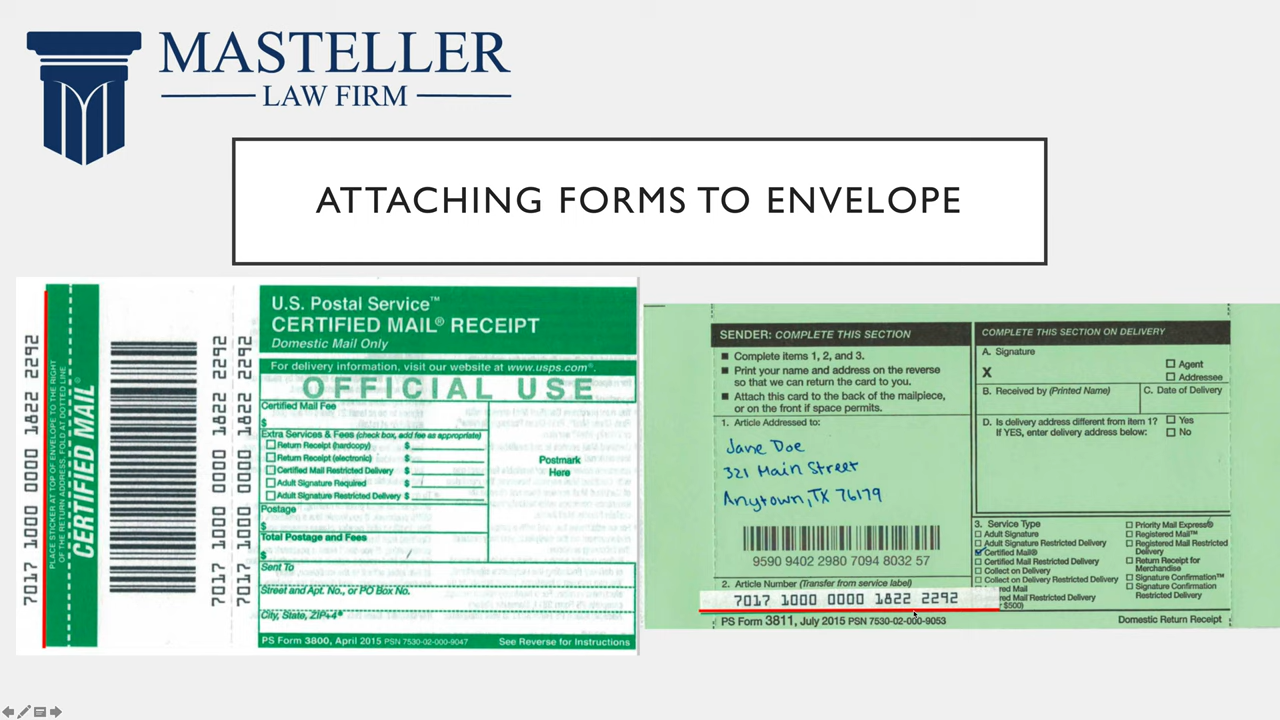 MASTELLER
LAW FIRM
ATTACHING FORMS TO ENVELOPE
7017 1000 0000 1822 2292
PLACE STICKER AT TOP OF ENVELOPE TO THE RIGHT
OF THE RETURN ADDRESS, FOLD AT DOTTED LINE
CERTIFIED MAIL®
7017 1000 0000 1822 2292
7017 1000 0000 1822 2292
U.S. Postal Service™
CERTIFIED MAIL® RECEIPT
Domestic Mail Only
For delivery information, visit our website at www.usps.com®.
OFFICIAL USE
Certified Mail Fee
$
Extra Services & Fees (check box, add fee as appropriate)
Return Receipt (hardcopy) $
Return Receipt (electronic) $
Certified Mail Restricted Delivery $
Adult Signature Required $
Adult Signature Restricted Delivery $
Postmark
Here
Postage
$
Total Postage and Fees
$
Sent To
Street and Apt. No., or PO Box No.
City, State, ZIP+4®
PS Form 3800, April 2015 PSN 7530-02-000-9047 See Reverse for Instructions
SENDER: COMPLETE THIS SECTION
■ Complete items 1, 2, and 3.
■ Print your name and address on the reverse
so that we can return the card to you.
■ Attach this card to the back of the mailpiece,
or on the front if space permits.
1. Article Addressed to:
Jane Doe
321 Main Street
Anytown, TX 76179
9590 9402 2980 7094 8032 57
2. Article Number (Transfer from service label)
7017 1000 0000 1822 2292
COMPLETE THIS SECTION ON DELIVERY
A. Signature
X
Agent
Addressee
B. Received by (Printed Name)
C. Date of Delivery
D. Is delivery address different from item 1? Yes
If YES, enter delivery address below: No
3. Service Type
Adult Signature
Adult Signature Restricted Delivery
Certified Mail®
Certified Mail Restricted Delivery
Collect on Delivery
Collect on Delivery Restricted Delivery
red Mail
red Mail Restricted Delivery
$500)
Priority Mail Express®
Registered Mail™
Registered Mail Restricted
Delivery
Return Receipt for
Merchandise
Signature Confirmation™
Signature Confirmation
Restricted Delivery
PS Form 3811, July 2015 PSN 7530-02-000-9053 Domestic Return Receipt